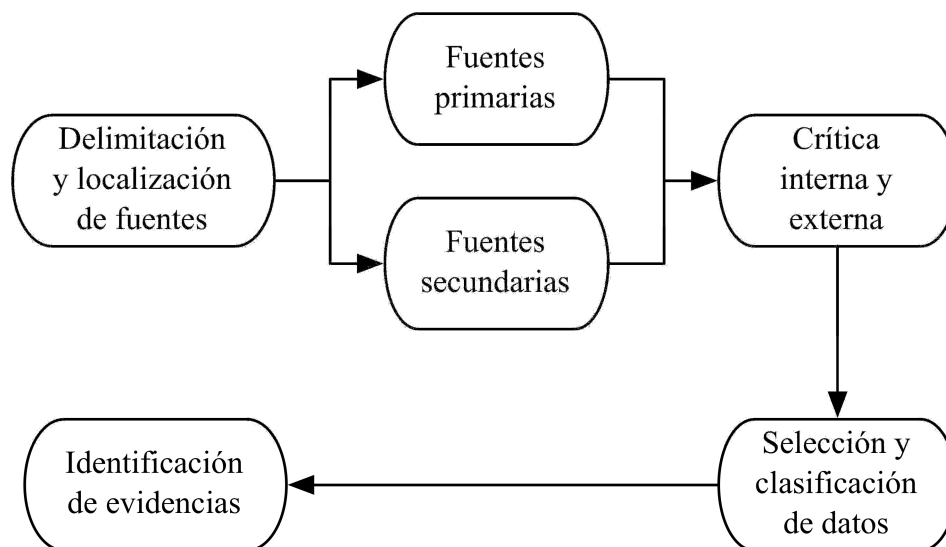 Delimitación
y localización
de fuentes
Fuentes
primarias
Fuentes
secundarias
Crítica
interna y
externa
Selección y
clasificación
de datos
Identificación
de evidencias